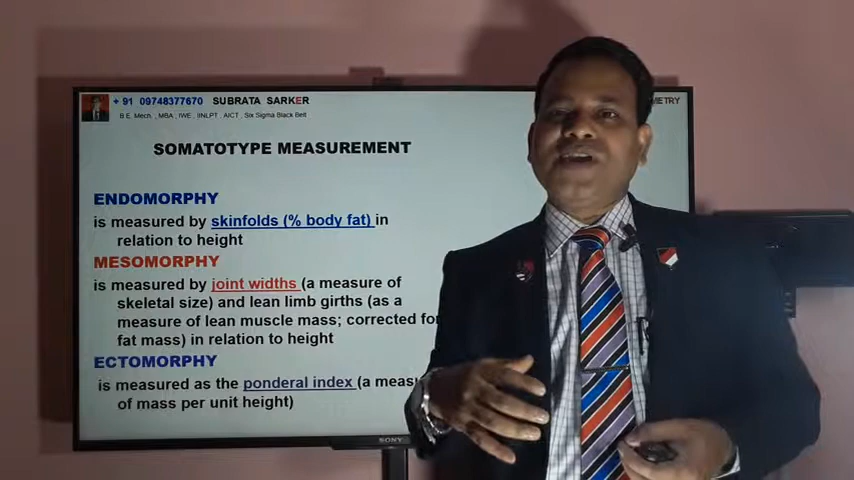 + 91 09748377670 SUBRATA SARKER
B.E. Mech., MBA, IWE, IINLPT, AICT, Six Sigma Black Belt
SOMATOTYPE MEASUREMENT
ENDOMORPHY
is measured by skinfolds (% body fat) in
relation to height
MESOMORPHY
is measured by joint widths (a measure of
skeletal size) and lean limb girths (as a
measure of lean muscle mass; corrected for
fat mass) in relation to height
ECTOMORPHY
is measured as the ponderal index (a
of mass per unit height)
SONY